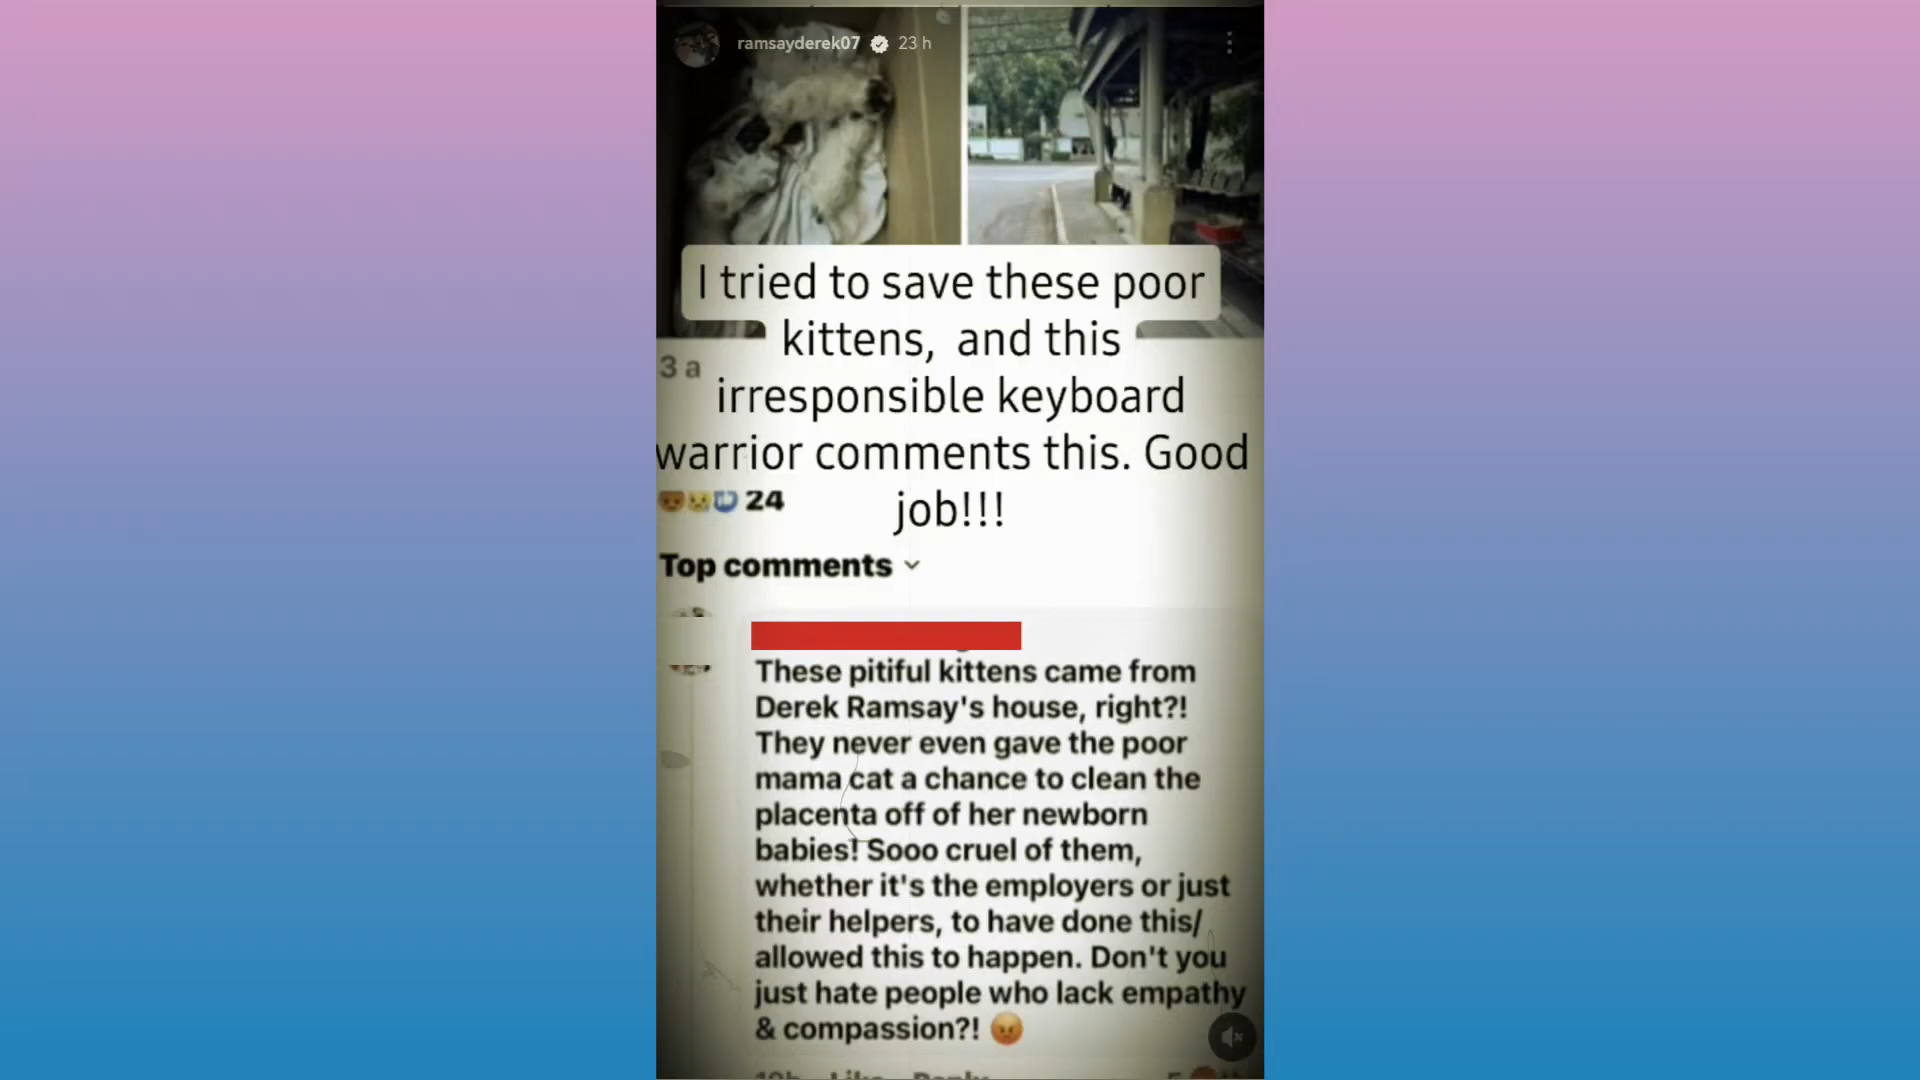 ramsayderek07 23 h
I tried to save these poor
kittens, and this
3 a
irresponsible keyboard
warrior comments this. Good
job!!!
24
Top comments
These pitiful kittens came from
Derek Ramsay's house, right?!
They never even gave the poor
mama cat a chance to clean the
placenta off of her newborn
babies! Sooo cruel of them,
whether it's the employers or just
their helpers, to have done this/
allowed this to happen. Don't you
just hate people who lack empathy
& compassion?! 😡